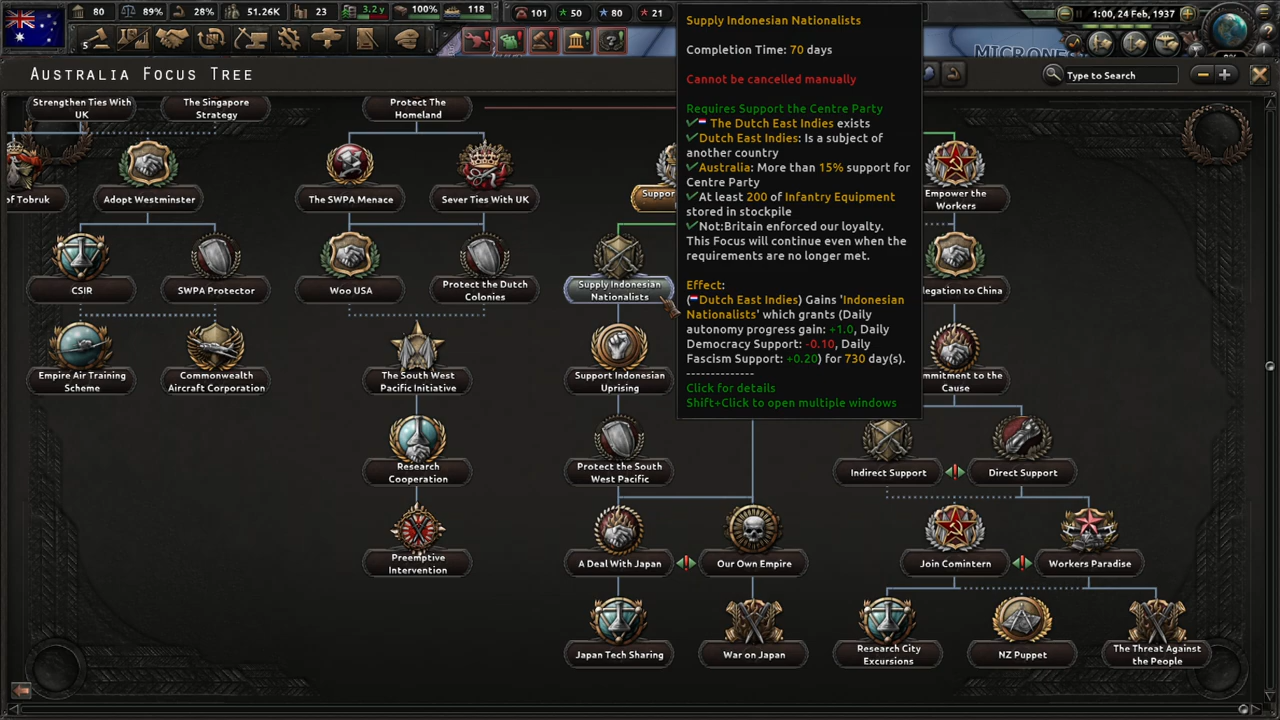 80
89%
28%
51.26K
23
3.2 y
100%
118
101
50
80
21
1:00, 24 Feb, 1937
MICRONE
Australia Focus Tree
Type to Search
Strengthen Ties With
UK
The Singapore
Strategy
Protect The
Homeland
of Tobruk
Adopt Westminster
The SWPA Menace
Sever Ties With UK
Support
Empower the
Workers
CSIR
SWPA Protector
Woo USA
Protect the Dutch
Colonies
Supply Indonesian
Nationalists
legation to China
Empire Air Training
Scheme
Commonwealth
Aircraft Corporation
The South West
Pacific Initiative
Support Indonesian
Uprising
mmitment to the
Cause
Research
Cooperation
Protect the South
West Pacific
Indirect Support
Direct Support
Preemptive
Intervention
A Deal With Japan
Our Own Empire
Join Comintern
Workers Paradise
Japan Tech Sharing
War on Japan
Research City
Excursions
NZ Puppet
The Threat Against
the People
Supply Indonesian Nationalists
Completion Time: 70 days
Cannot be cancelled manually
Requires Support the Centre Party
The Dutch East Indies exists
Dutch East Indies: Is a subject of
another country
Australia: More than 15% support for
Centre Party
At least 200 of Infantry Equipment
stored in stockpile
Not:Britain enforced our loyalty.
This Focus will continue even when the
requirements are no longer met.
Effect:
(Dutch East Indies) Gains 'Indonesian
Nationalists' which grants (Daily
autonomy progress gain: +1.0, Daily
Democracy Support: -0.10, Daily
Fascism Support: +0.20) for 730 day(s).
--------------
Click for details
Shift+Click to open multiple windows